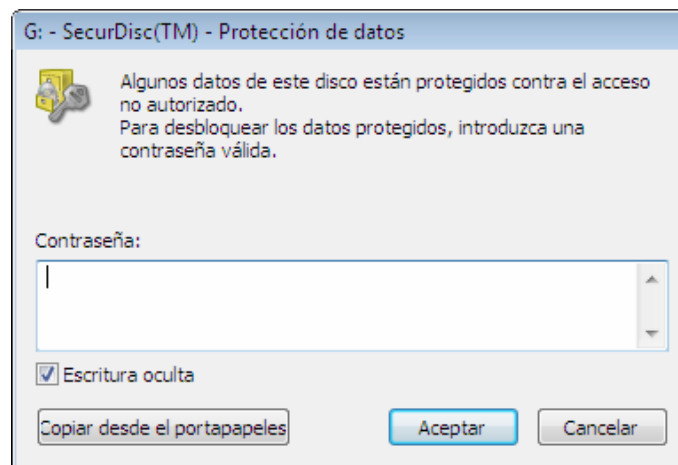 G: - SecurDisc(TM) - Protección de datos
Algunos datos de este disco están protegidos contra el acceso
no autorizado.
Para desbloquear los datos protegidos, introduzca una
contraseña válida.
Contraseña:
Escritura oculta
Copiar desde el portapapeles
Aceptar
Cancelar